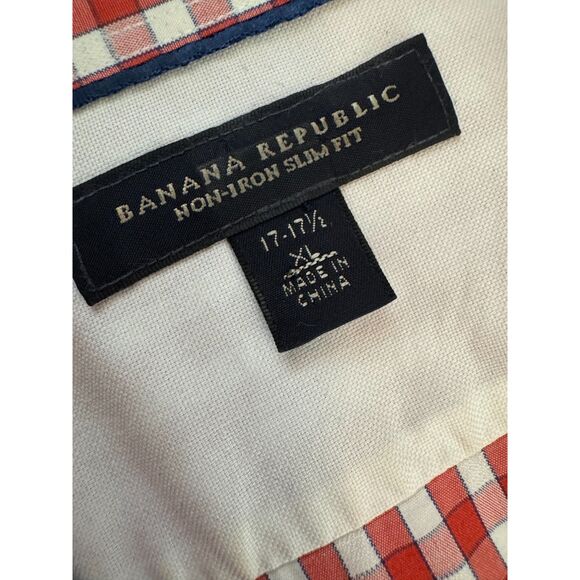 BANANA REPUBLIC
NON-IRON SLIM FIT
17-17½
XL
MADE IN
CHINA